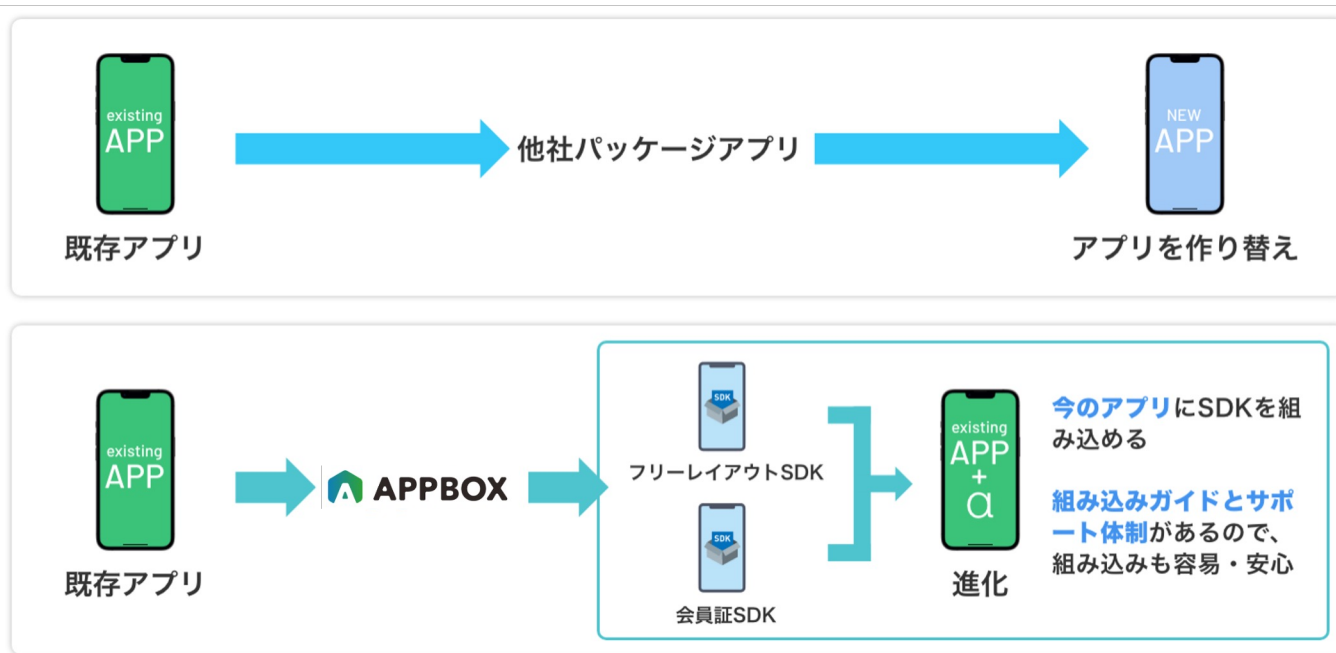 existing
APP
他社パッケージアプリ
NEW
APP
既存アプリ
アプリを作り替え
existing
APP
既存アプリ
APPBOX
SDK
フリーレイアウトSDK
SDK
会員証SDK
existing
APP
+
α
進化
今のアプリにSDKを組
み込める
組み込みガイドとサポ
ート体制があるので、
組み込みも容易・安心